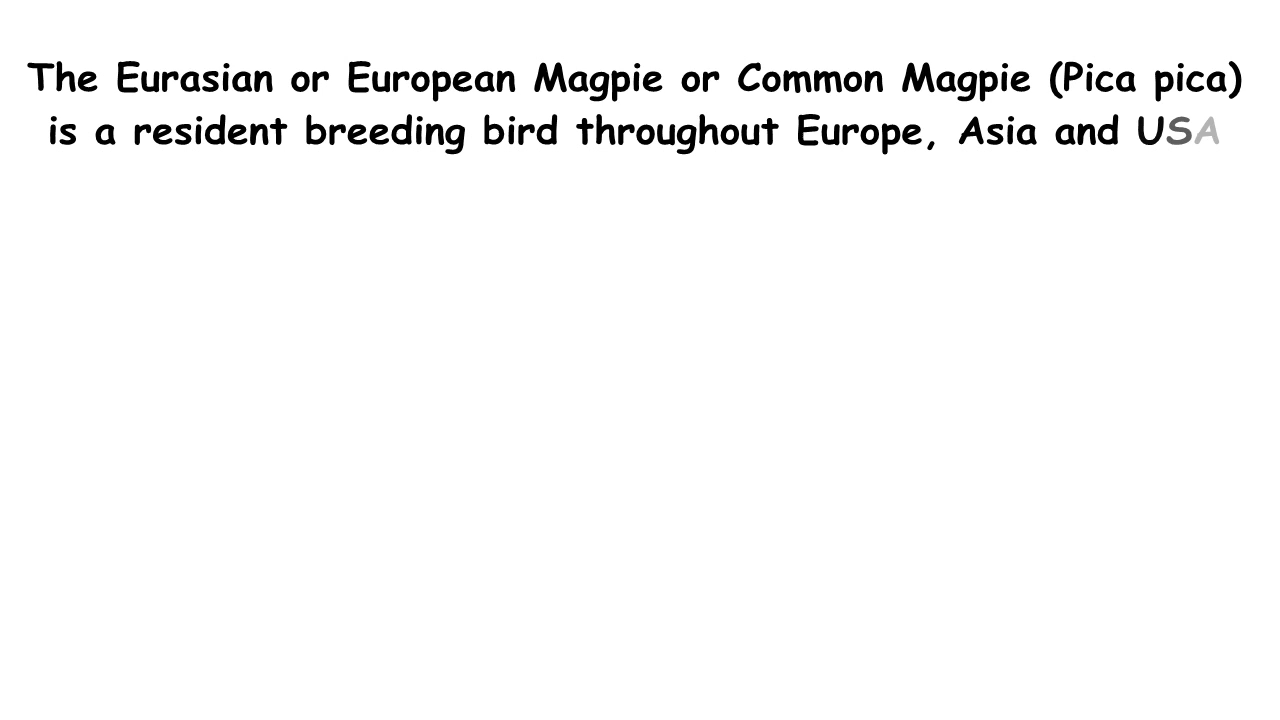 The Eurasian or European Magpie or Common Magpie (Pica pica)
is a resident breeding bird throughout Europe, Asia and USA